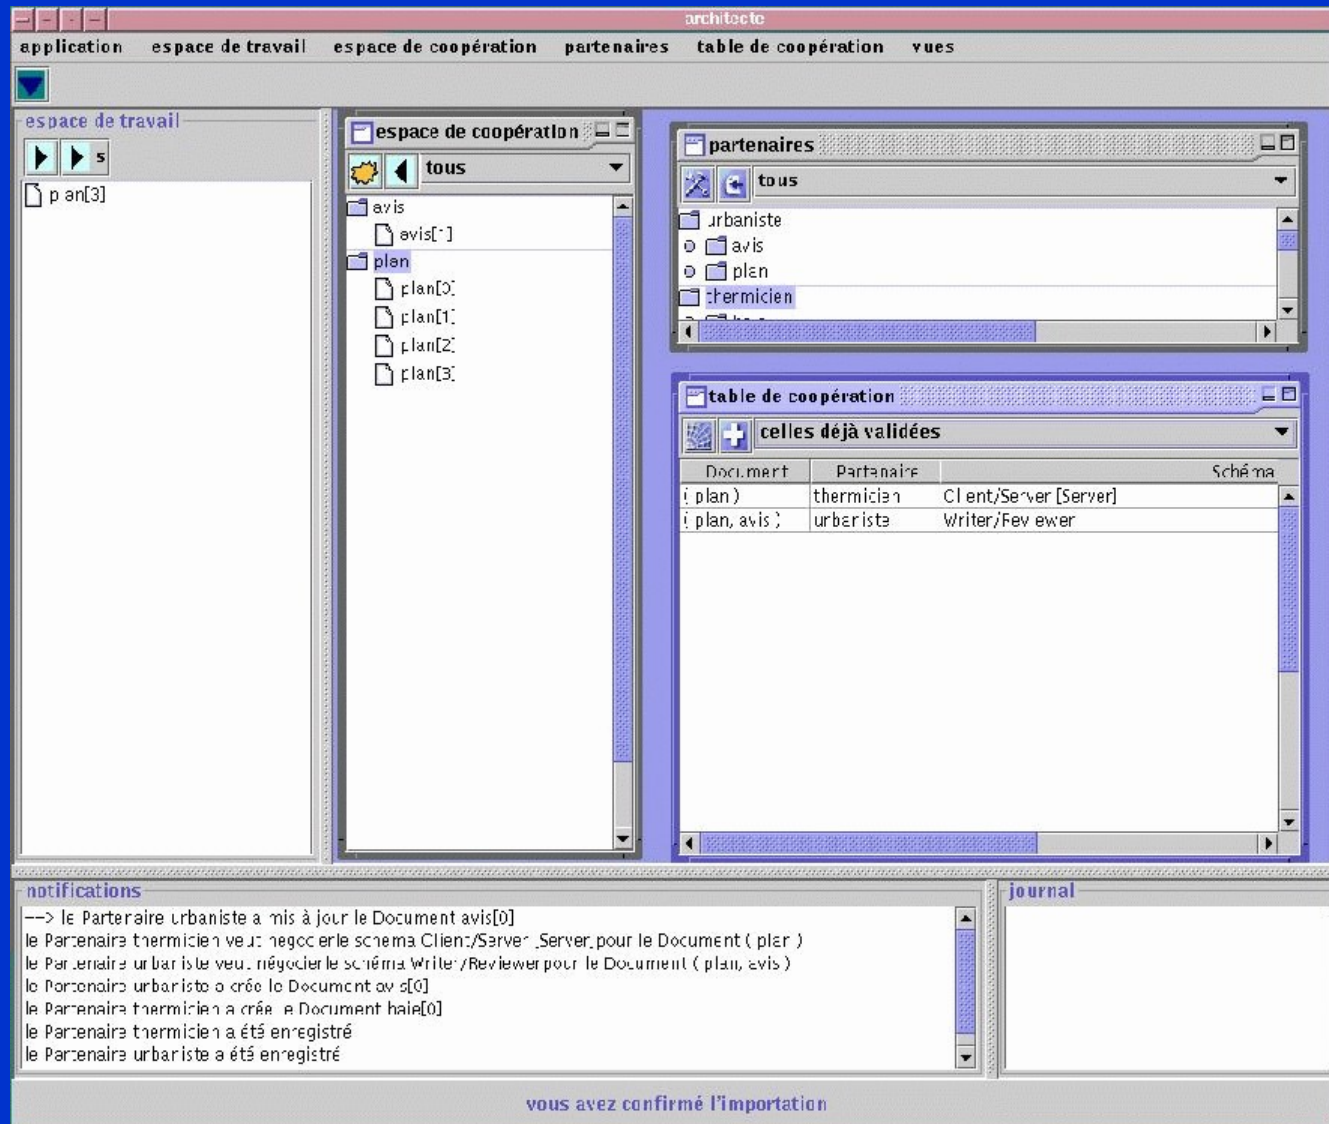 architecte
application espace de travail espace de coopération partenaires table de coopération vues
espace de travail
s
plan[3]
espace de coopération
tous
avis
avis[1]
plan
plan[0]
plan[1]
plan[2]
plan[3]
partenaires
tous
urbaniste
avis
plan
thermicien
table de coopération
celles déjà validées
Document Partenaire Schéma
( plan ) thermicien Client/Server [Server]
( plan, avis ) urbaniste Writer/Reviewer
notifications
--> le Partenaire urbaniste a mis à jour le Document avis[0]
le Partenaire thermicien veut négocier le schéma Client/Server [Server] pour le Document ( plan )
le Partenaire urbaniste veut négocier le schéma Writer/Reviewer pour le Document ( plan, avis )
le Partenaire urbaniste a crée le Document avis[0]
le Partenaire thermicien a crée le Document haie[0]
le Partenaire thermicien a été enregistré
le Partenaire urbaniste a été enregistré
journal
vous avez confirmé l'importation